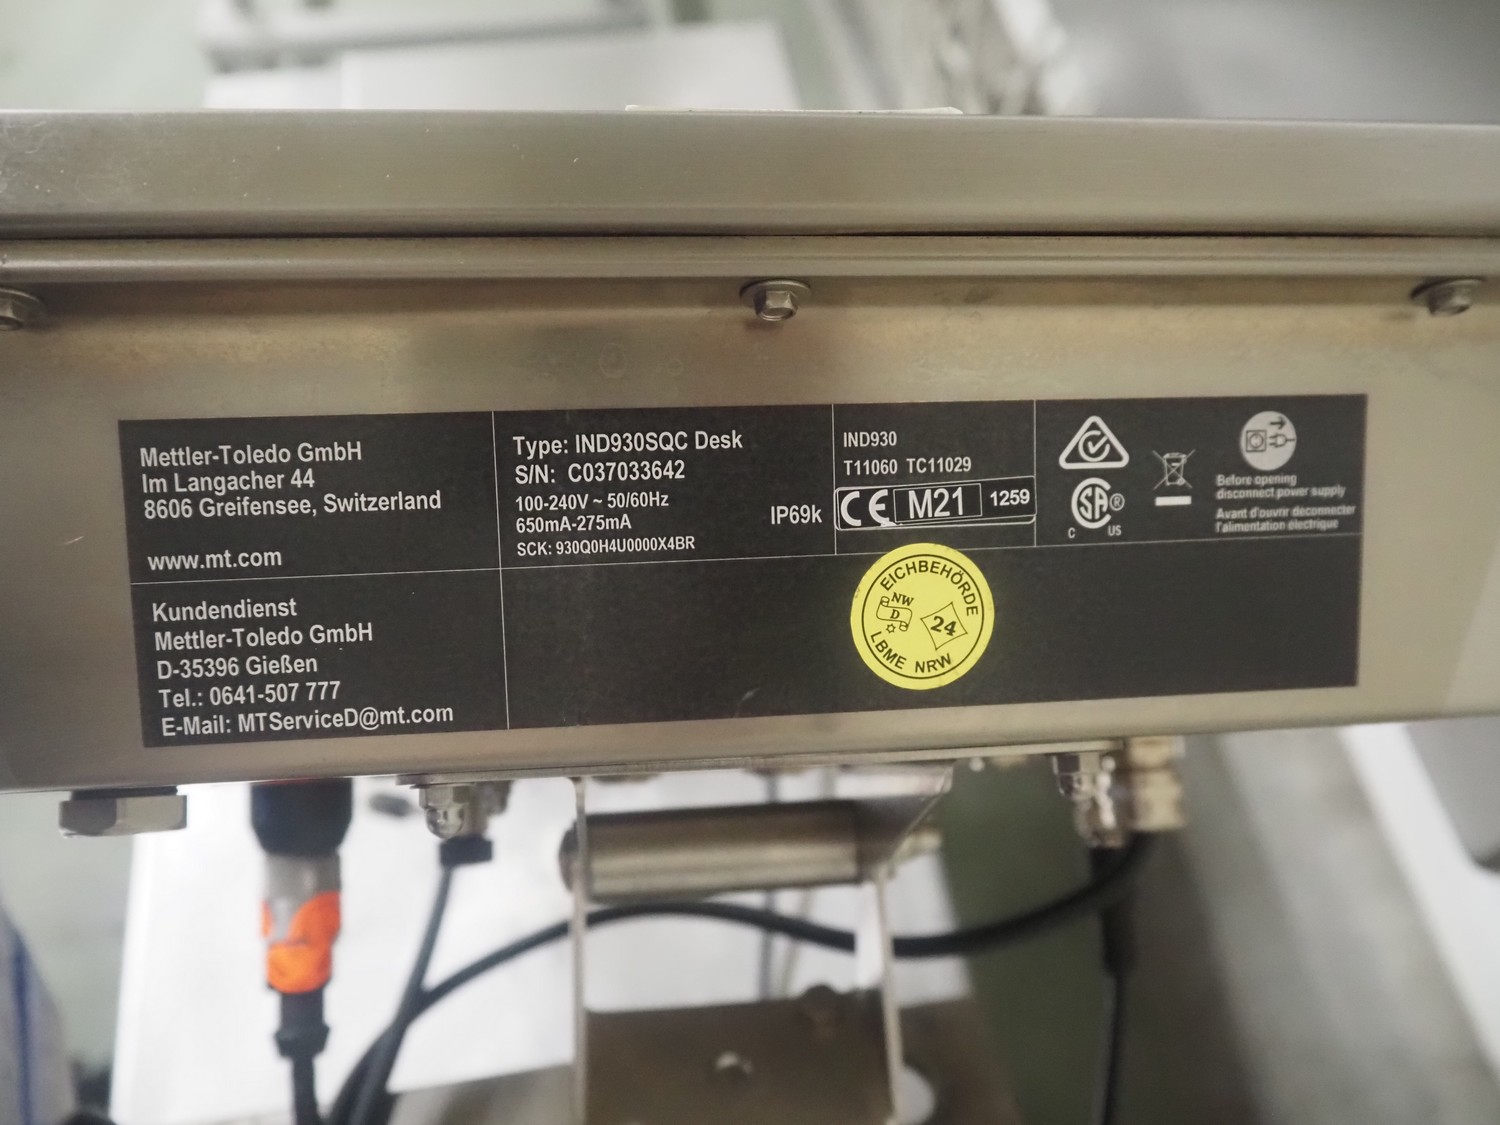 Mettler-Toledo GmbH
Im Langacher 44
8606 Greifensee, Switzerland
www.mt.com
Type: IND930SQC Desk
S/N: C037033642
100-240V ~ 50/60Hz
650mA-275mA
SCK: 930Q0H4U0000X4BR
IP69k
IND930
T11060 TC11029
CE M21 1259
SA®
C US
Before opening
disconnect power supply
Avant d'ouvrir déconnecter
l'alimentation électrique
Kundendienst
Mettler-Toledo GmbH
D-35396 Gießen
Tel.: 0641-507 777
E-Mail: MTServiceD@mt.com
EICHBEHÖRDE
NW
D
24
LBME NRW